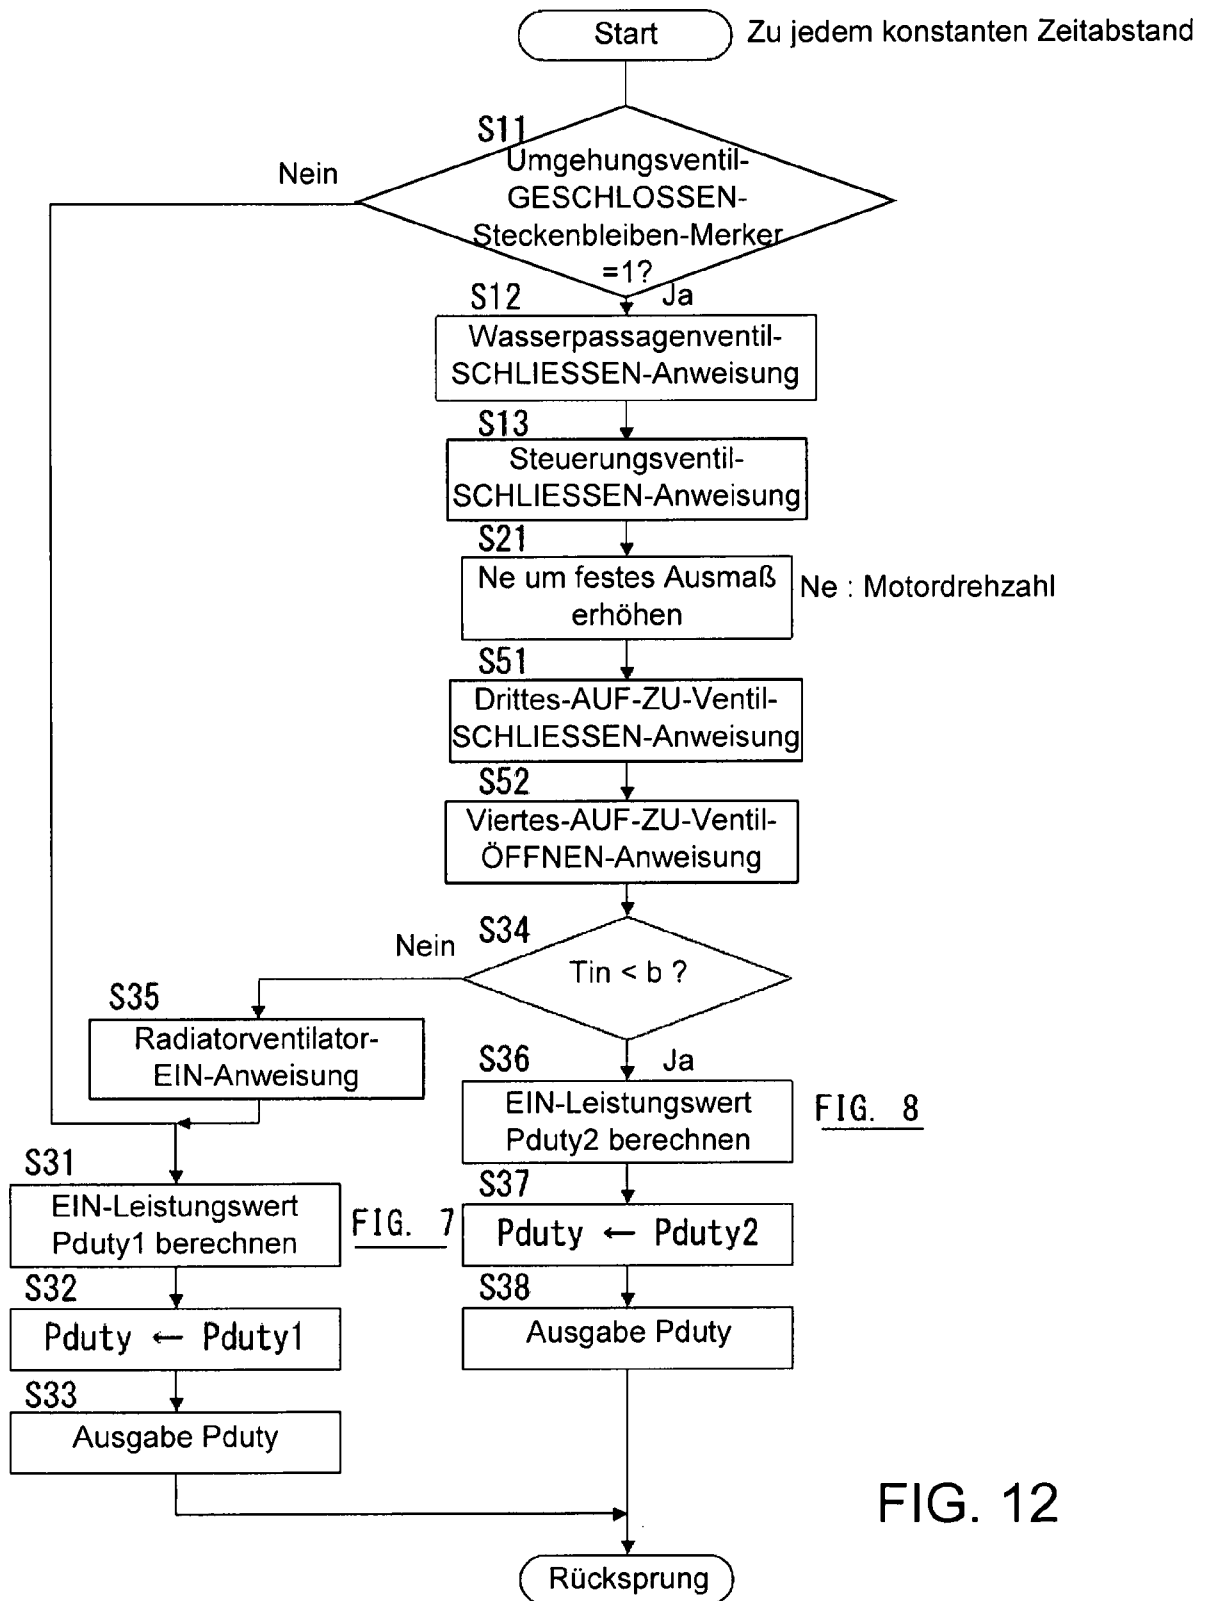 Start
Zu jedem konstanten Zeitabstand
S11
Nein
Umgehungsventil-
GESCHLOSSEN-
Steckenbleiben-Merker
=1?
S12
Ja
Wasserpassagenventil-
SCHLIESSEN-Anweisung
S13
Steuerungsventil-
SCHLIESSEN-Anweisung
S21
Ne um festes Ausmaß
erhöhen
Ne : Motordrehzahl
S51
Drittes-AUF-ZU-Ventil-
SCHLIESSEN-Anweisung
S52
Viertes-AUF-ZU-Ventil-
ÖFFNEN-Anweisung
S34
Nein
Tin < b ?
S35
Radiatorventilator-
EIN-Anweisung
S36
Ja
EIN-Leistungswert
Pduty2 berechnen
FIG. 8
S31
EIN-Leistungswert
Pduty1 berechnen
FIG. 7
S37
Pduty ← Pduty2
S32
Pduty ← Pduty1
S38
Ausgabe Pduty
S33
Ausgabe Pduty
FIG. 12
Rücksprung